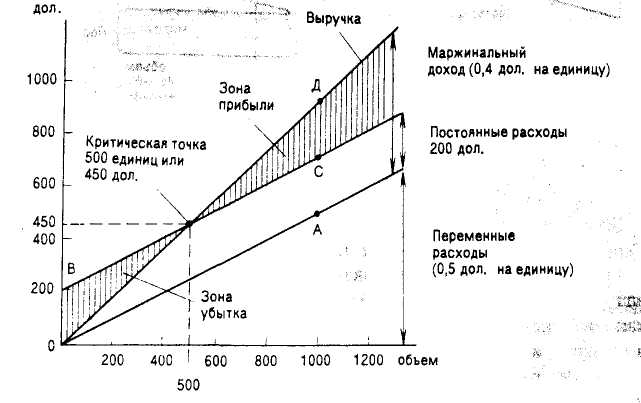 дол.
Выручка
1000
800
600
450
400
200
0
Зона
прибыли
Д
Критическая точка
500 единиц или
450 дол.
С
А
В
Зона
убытка
Маржинальный
доход (0,4 дол. на единицу)
Постоянные расходы
200 дол.
Переменные
расходы
(0,5 дол. на единицу)
200 400 600 800 1000 1200 объем
500